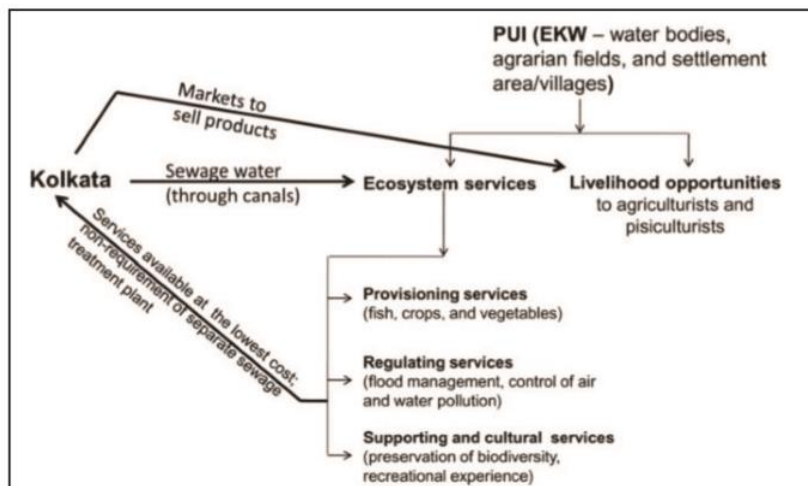 PUI (EKW – water bodies,
agrarian fields, and settlement
area/villages)
Markets to
sell products
Kolkata
Sewage water
(through canals)
Ecosystem services
Livelihood opportunities
to agriculturists and
pisiculturists
Services available at the lowest cost;
non-requirement of separate sewage
treatment plant
Provisioning services
(fish, crops, and vegetables)
Regulating services
(flood management, control of air
and water pollution)
Supporting and cultural services
(preservation of biodiversity,
recreational experience)